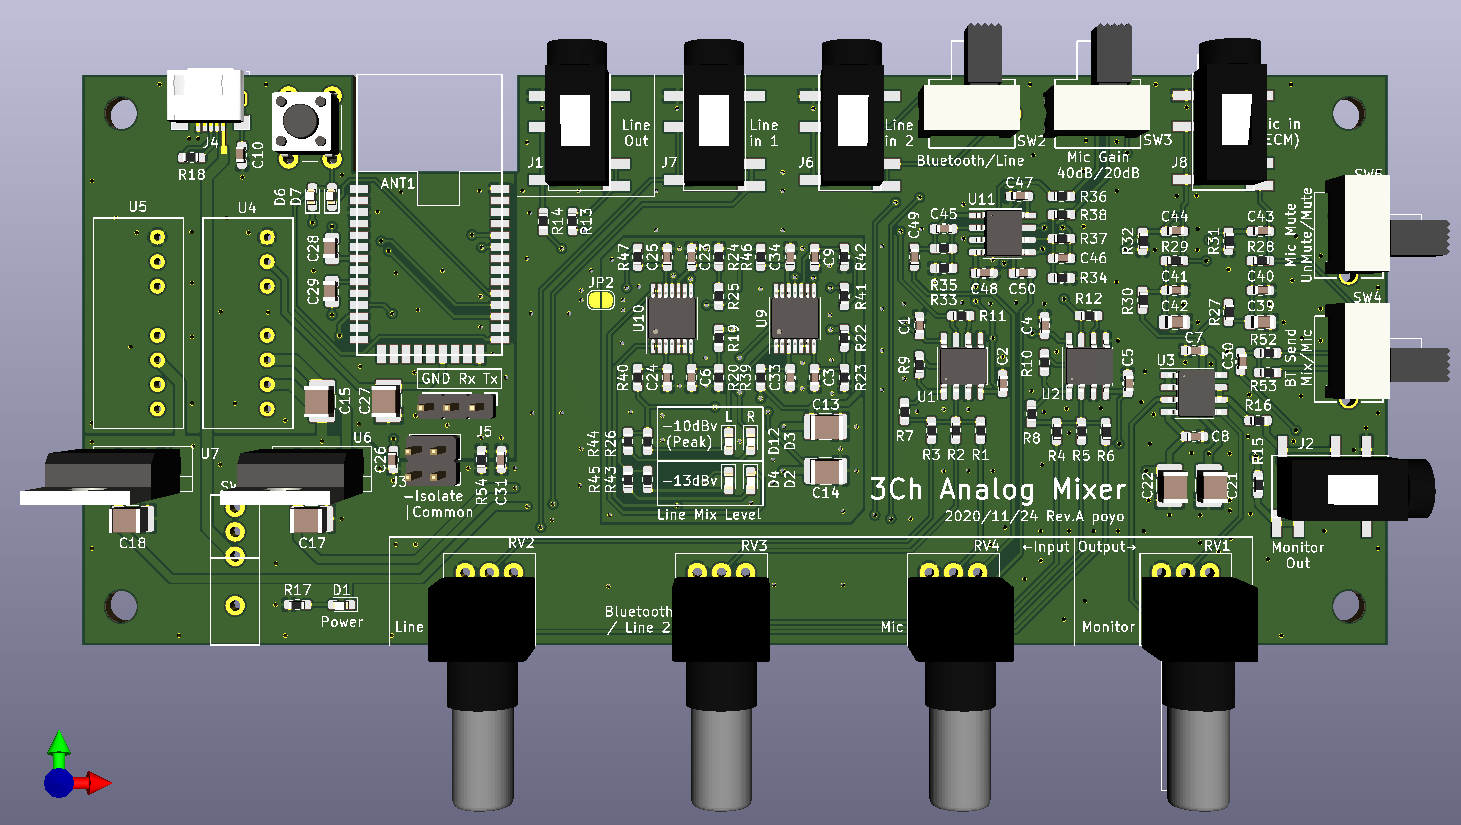 J4
C10
R18
D6
D7
ANT1
U5
U4
C28
C29
C15
C27
GND Rx Tx
J5
U6
U7
C26
J3
R54
C31
-Isolate
|Common
C18
C17
R17
D1
Power
Line
Out
J1
Line
in 1
J7
Line
in 2
J6
R14
R13
SW2
Bluetooth/Line
SW3
Mic Gain
40dB/20dB
J8
ic in
ECM)
R47
C25
C23
R24
R46
C34
C9
R42
JP2
U10
R25
R19
U9
R41
R22
R40
C24
C6
R20
R39
C33
C3
R23
L R
-10dBv
(Peak)
D12
D3
-13dBv
D4
D2
R44
R26
R45
R43
Line Mix Level
C13
C14
C47
U11
R36
R38
R37
C46
R34
C45
C49
R35
R33
C48
C50
C1
R11
R9
U1
C2
R7
R3
R2
R1
R12
C4
R10
U2
C5
R8
R4
R5
R6
C44
R29
R32
R31
C43
R28
C41
C42
R30
R27
C40
C39
C7
U3
C30
R52
R53
C8
R16
R15
C22
C21
Mic Mute
UnMute/Mute
SW4
BT Send
Mix/Mic
J2
Monitor
Out
3Ch Analog Mixer
2020/11/24 Rev.A poyo
←Input Output→
RV2
RV3
RV4
RV1
Line
Bluetooth
/ Line 2
Mic
Monitor